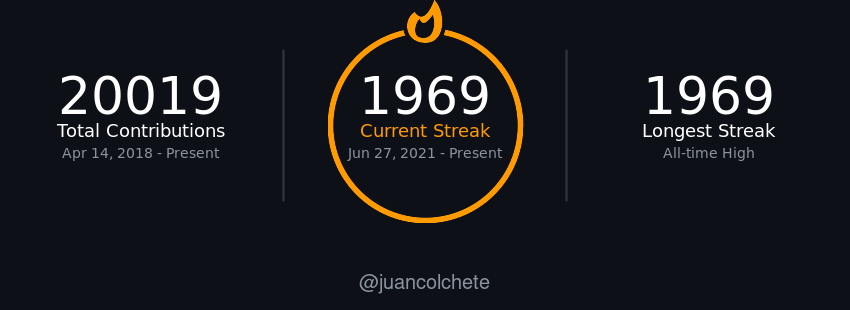 20019
Total Contributions
Apr 14, 2018 - Present
1969
Current Streak
Jun 27, 2021 - Present
1969
Longest Streak
All-time High
@juancolchete